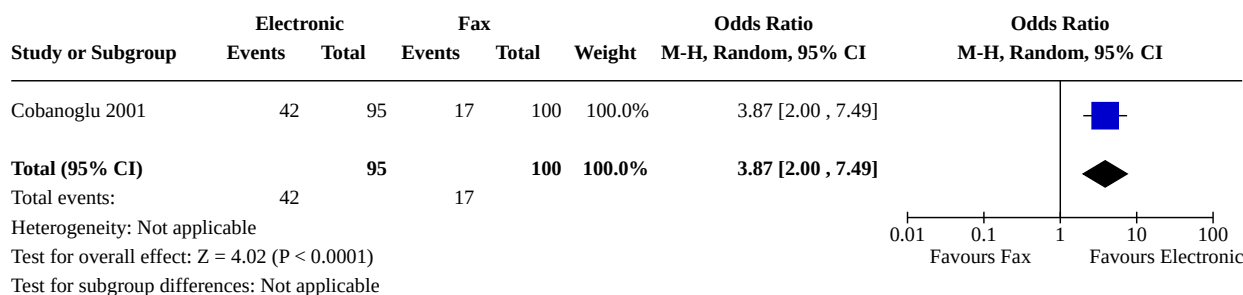 Electronic Fax Odds Ratio Odds Ratio
Study or Subgroup Events Total Events Total Weight M-H, Random, 95% CI M-H, Random, 95% CI
Cobanoglu 2001 42 95 17 100 100.0% 3.87 [2.00 , 7.49]
Total (95% CI) 95 100 100.0% 3.87 [2.00 , 7.49]
Total events: 42 17
Heterogeneity: Not applicable
0.01 0.1 1 10 100
Test for overall effect: Z = 4.02 (P < 0.0001)
Favours Fax Favours Electronic
Test for subgroup differences: Not applicable